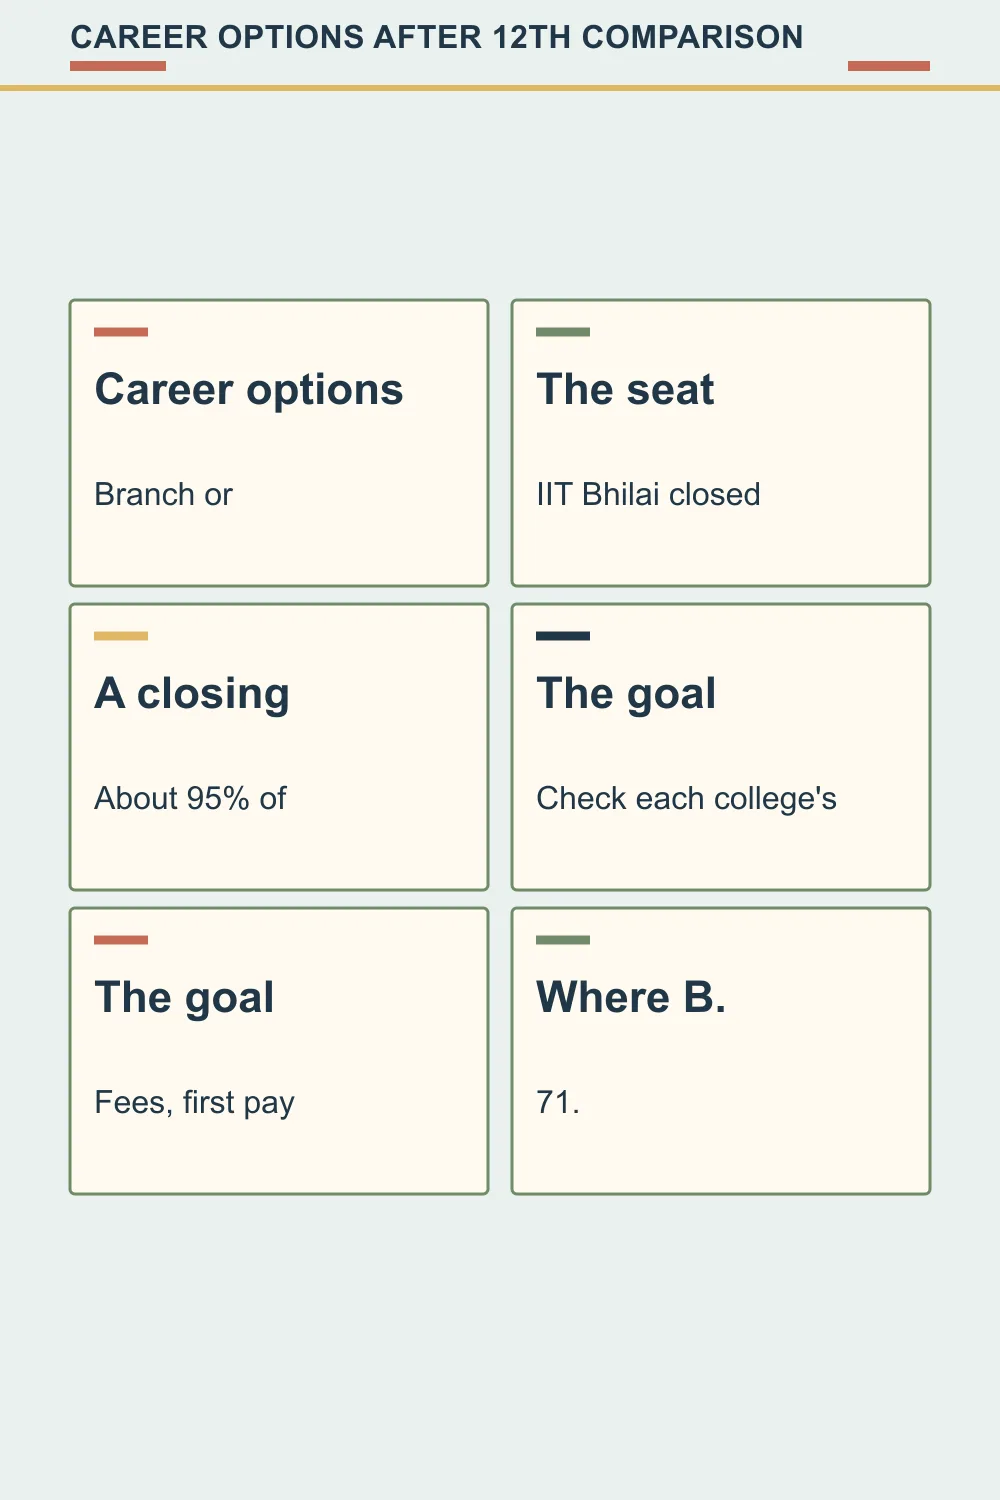 CAREER OPTIONS AFTER 12TH COMPARISON
Career options
Branch or
The seat
IIT Bhilai closed
A closing
About 95% of
The goal
Check each college's
The goal
Fees, first pay
Where B.
71.